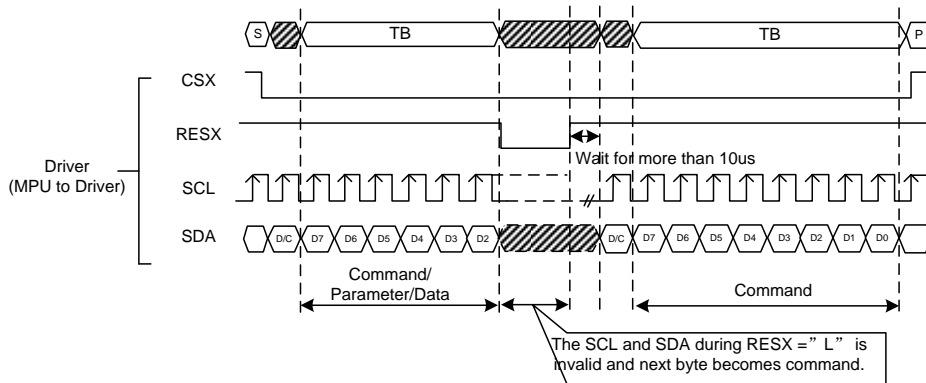 S TB TB P
CSX
RESX
Wait for more than 10us
Driver
(MPU to Driver)
SCL
SDA D/C D7 D6 D5 D4 D3 D2 D/C D7 D6 D5 D4 D3 D2 D1 D0
Command/
Parameter/Data
Command
The SCL and SDA during RESX =”L” is
invalid and next byte becomes command.